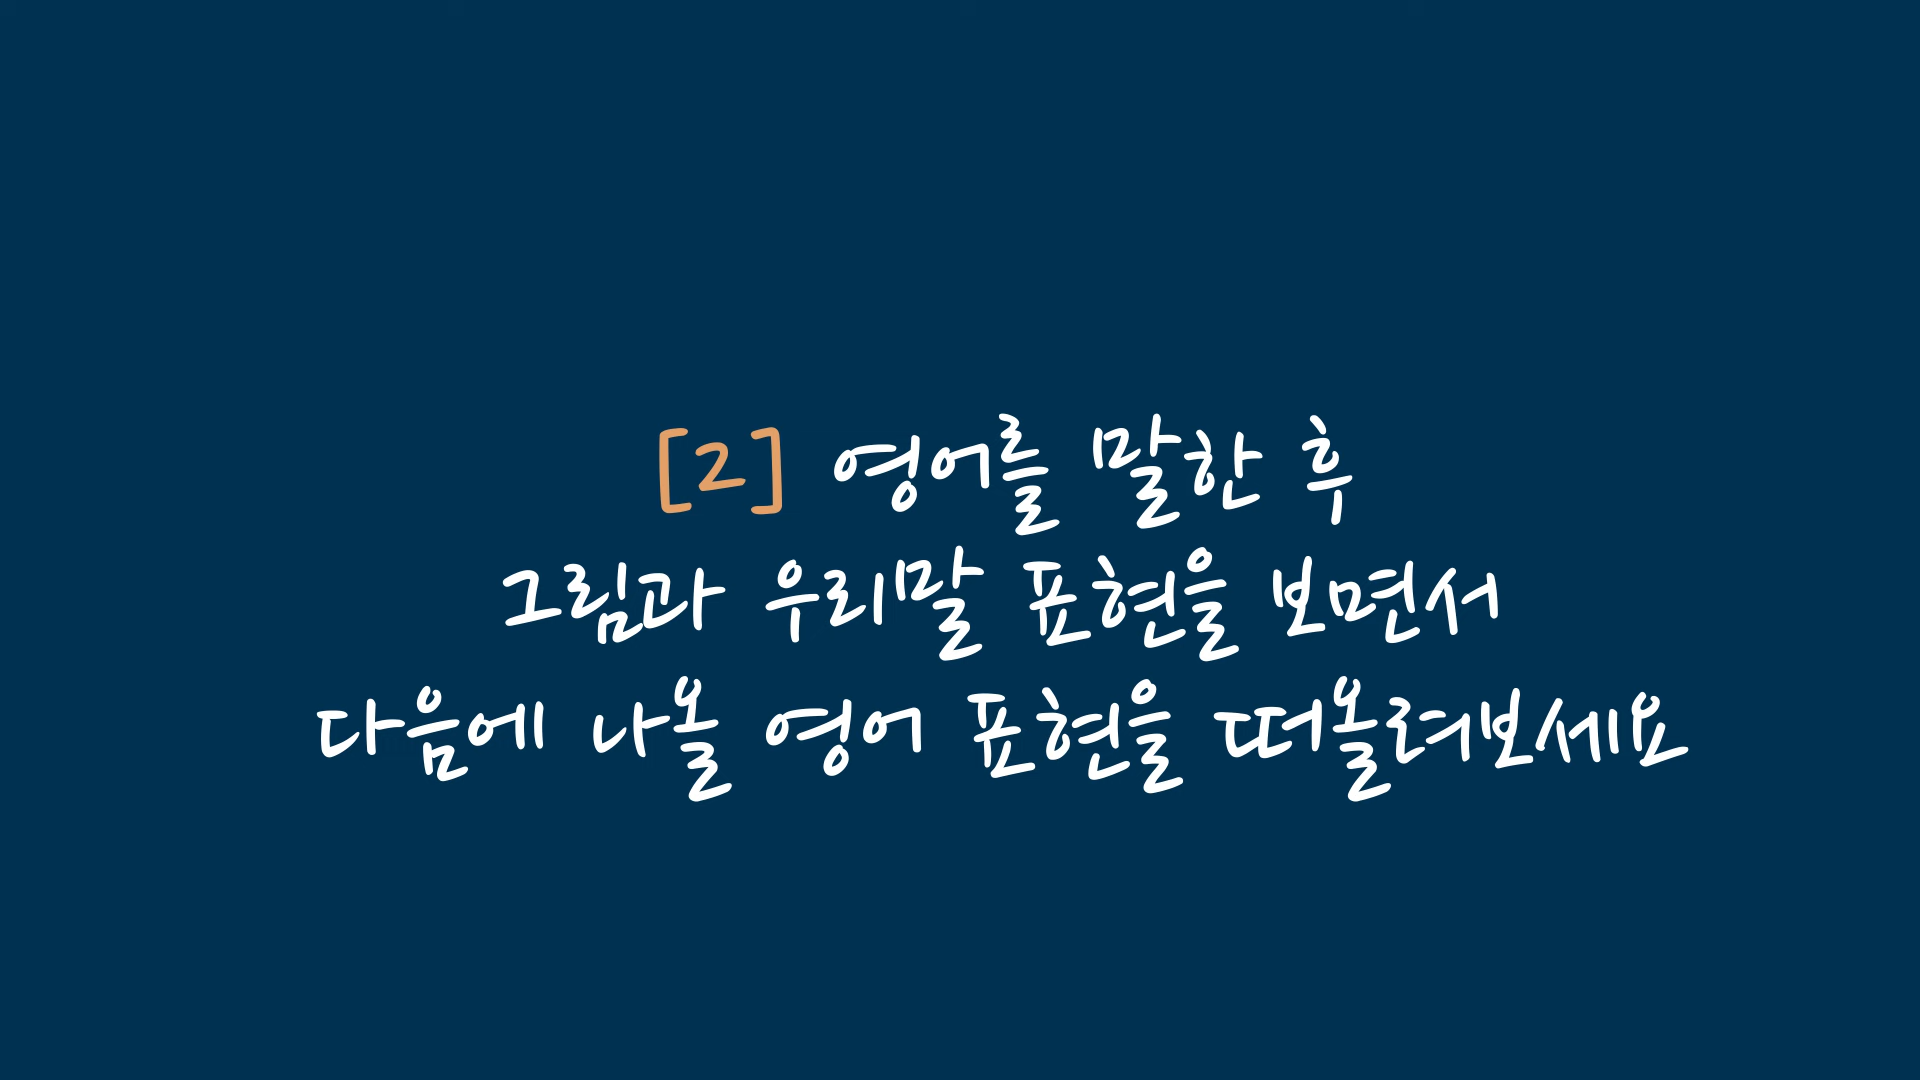 [2] 영어를 말한 후
그림과 우리말 표현을 보면서
다음에 나올 영어 표현을 떠올려보세요